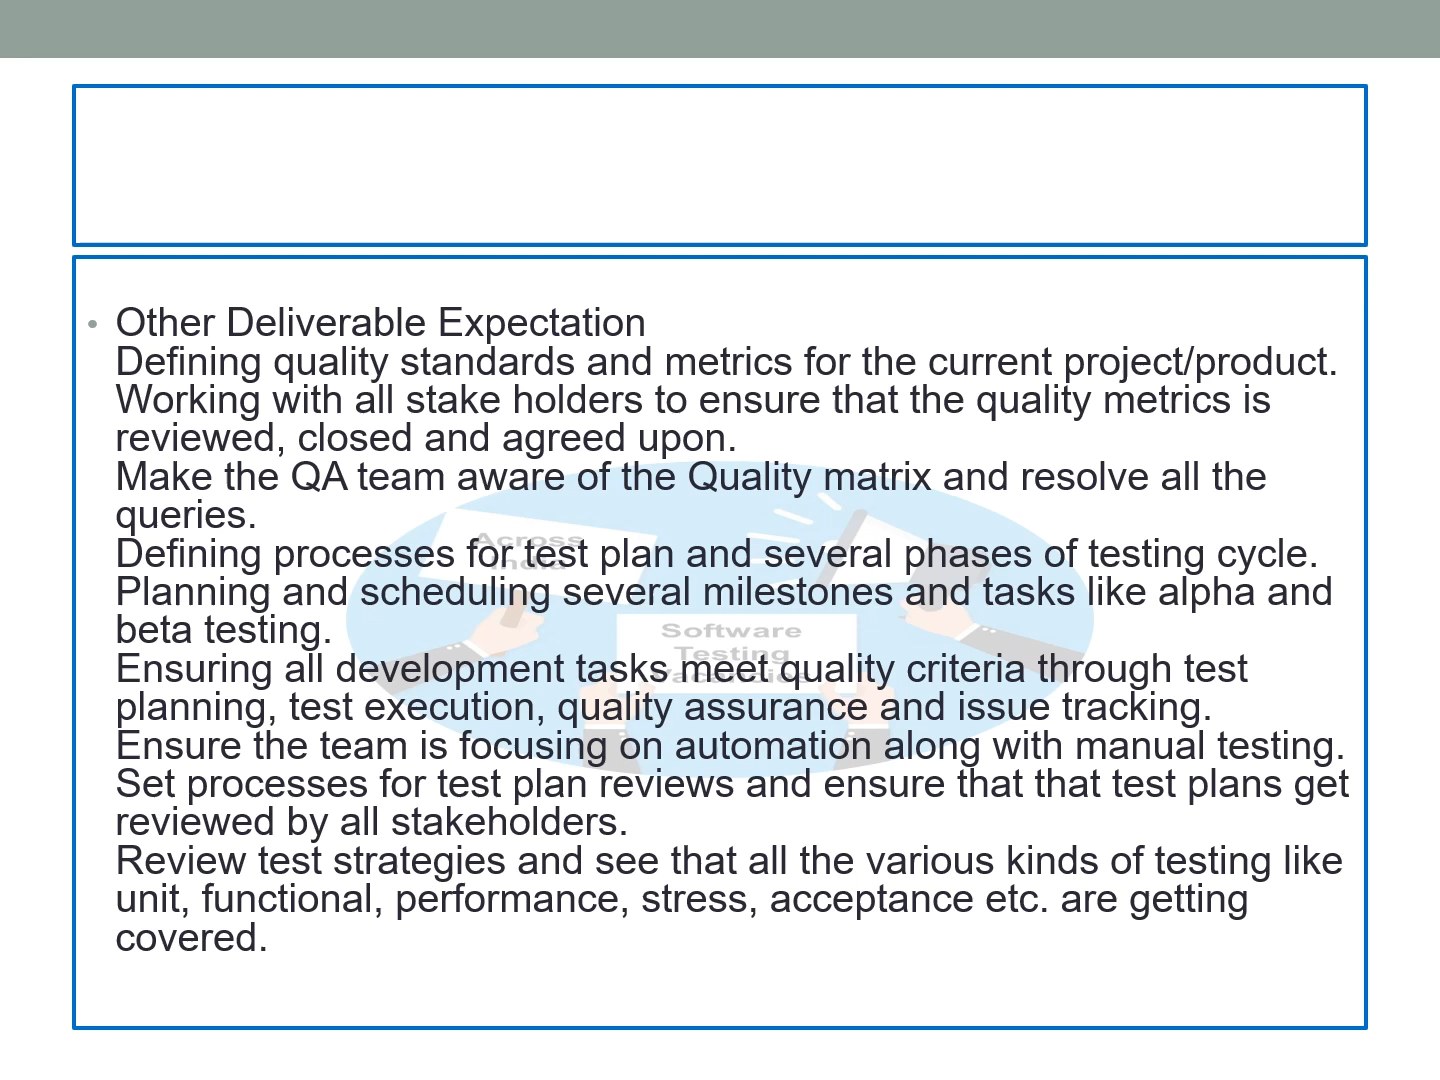 • Other Deliverable Expectation
Defining quality standards and metrics for the current project/product.
Working with all stake holders to ensure that the quality metrics is
reviewed, closed and agreed upon.
Make the QA team aware of the Quality matrix and resolve all the
queries.
Defining processes for test plan and several phases of testing cycle.
Planning and scheduling several milestones and tasks like alpha and
beta testing.
Ensuring all development tasks meet quality criteria through test
planning, test execution, quality assurance and issue tracking.
Ensure the team is focusing on automation along with manual testing.
Set processes for test plan reviews and ensure that that test plans get
reviewed by all stakeholders.
Review test strategies and see that all the various kinds of testing like
unit, functional, performance, stress, acceptance etc. are getting
covered.
Across
India
Software
Testing
Vacancies